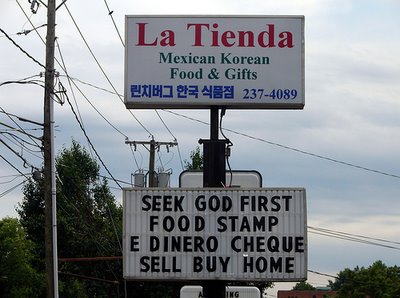 La Tienda
Mexican Korean
Food & Gifts
린치버그 한국 식품점 237-4089
SEEK GOD FIRST
FOOD STAMP
E DINERO CHEQUE
SELL BUY HOME